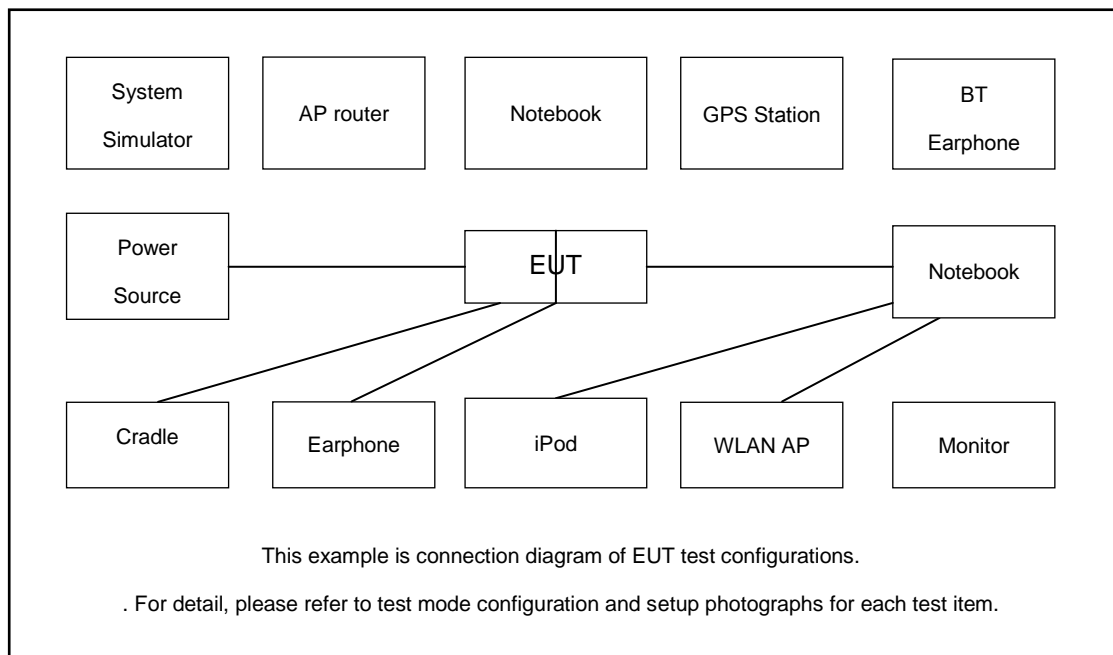 System
Simulator
AP router
Notebook
GPS Station
BT
Earphone
Power
Source
EUT
Notebook
Cradle
Earphone
iPod
WLAN AP
Monitor
This example is connection diagram of EUT test configurations.
. For detail, please refer to test mode configuration and setup photographs for each test item.